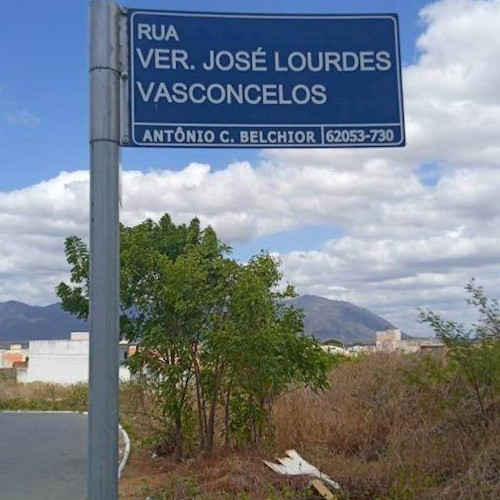 RUA
VER. JOSÉ LOURDES
VASCONCELOS
ANTÔNIO C. BELCHIOR 62053-730